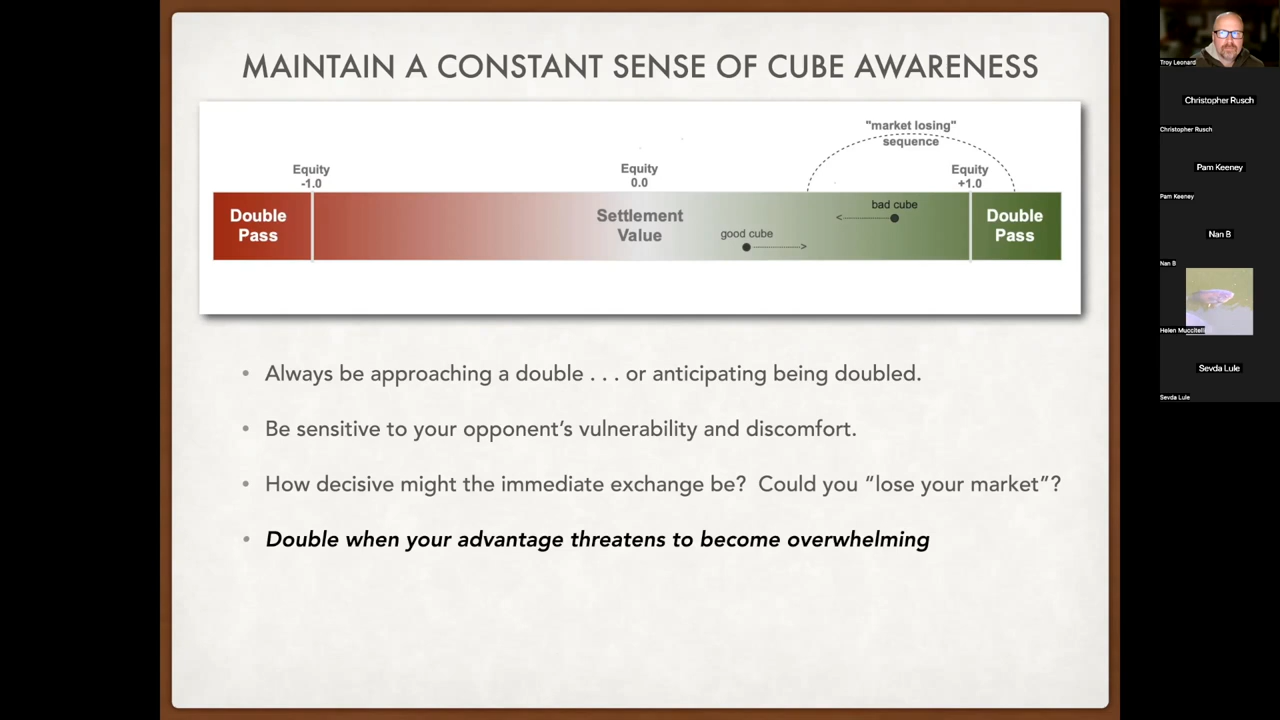 MAINTAIN A CONSTANT SENSE OF CUBE AWARENESS
"market losing"
sequence
Equity
-1.0
Equity
0.0
Equity
+1.0
Double
Pass
Settlement
Value
good cube
bad cube
Double
Pass
• Always be approaching a double . . . or anticipating being doubled.
• Be sensitive to your opponent’s vulnerability and discomfort.
• How decisive might the immediate exchange be?  Could you “lose your market”?
• Double when your advantage threatens to become overwhelming
Troy Leonard
Christopher Rusch
Christopher Rusch
Pam Keeney
Pam Keeney
Nan B
Nan B
Helen Muccitelli
Sevda Lule
Sevda Lule